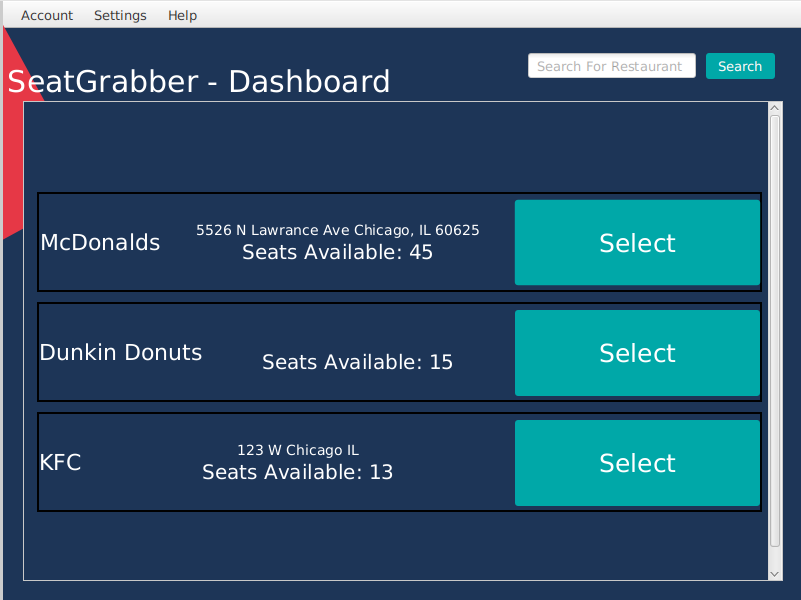 Account Settings Help
SeatGrabber - Dashboard
Search For Restaurant Search
McDonalds
5526 N Lawrance Ave Chicago, IL 60625
Seats Available: 45
Select
Dunkin Donuts
Seats Available: 15
Select
KFC
123 W Chicago IL
Seats Available: 13
Select